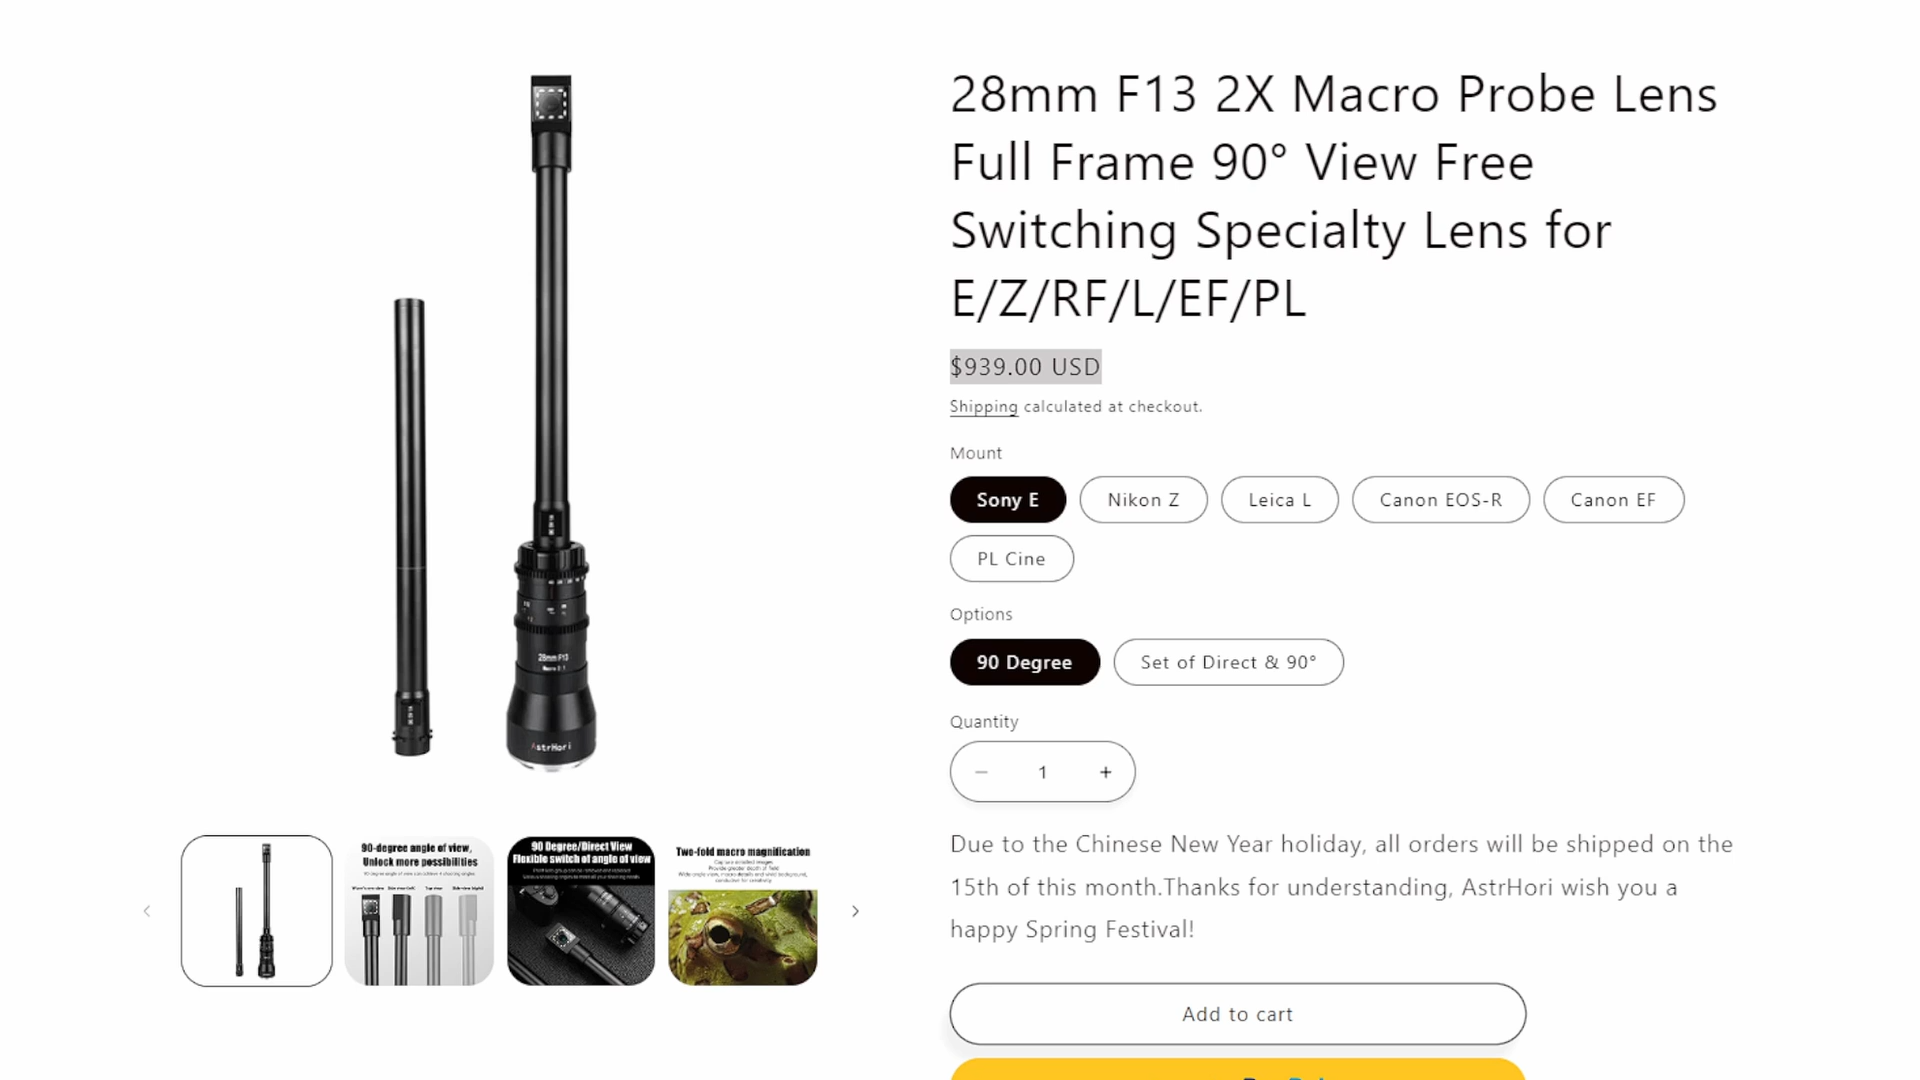 28mm F13 2X Macro Probe Lens
Full Frame 90° View Free
Switching Specialty Lens for
E/Z/RF/L/EF/PL
$939.00 USD
Shipping calculated at checkout.
Mount
Sony E
Nikon Z
Leica L
Canon EOS-R
Canon EF
PL Cine
Options
90 Degree
Set of Direct & 90°
Quantity
− 1 +
Due to the Chinese New Year holiday, all orders will be shipped on the
15th of this month.Thanks for understanding, AstrHori wish you a
happy Spring Festival!
Add to cart
28mm F13
AstrHori
90-degree angle of view,
Unlock more possibilities
90 Degree/Direct View
Flexible switch of angle of view
Two-fold macro magnification